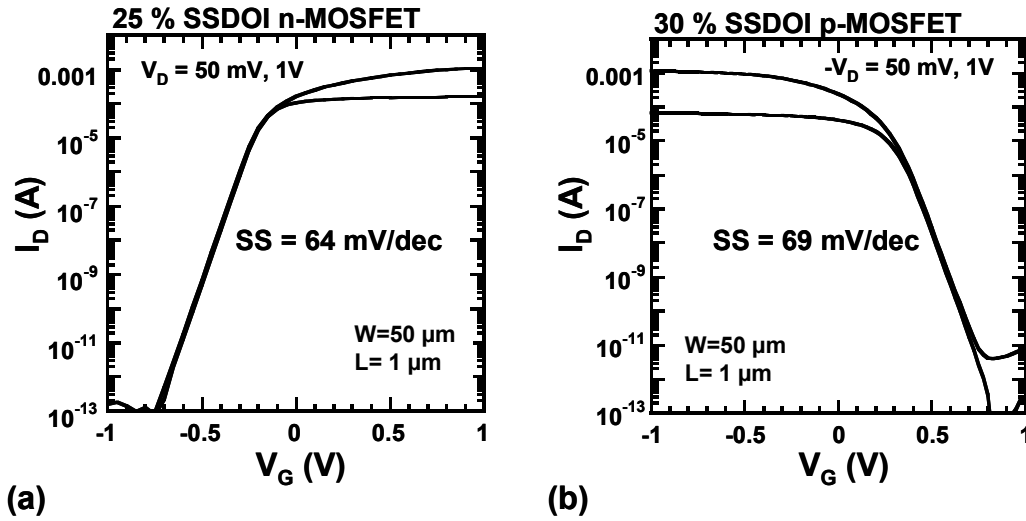 25 % SSDOI n-MOSFET
V_D = 50 mV, 1V
0.001
10^-5
10^-7
10^-9
10^-11
10^-13
I_D (A)
SS = 64 mV/dec
W=50 µm
L= 1 µm
-1
-0.5
0
0.5
1
V_G (V)
(a)
30 % SSDOI p-MOSFET
-V_D = 50 mV, 1V
0.001
10^-5
10^-7
10^-9
10^-11
10^-13
I_D (A)
SS = 69 mV/dec
W=50 µm
L= 1 µm
-1
-0.5
0
0.5
1
V_G (V)
(b)